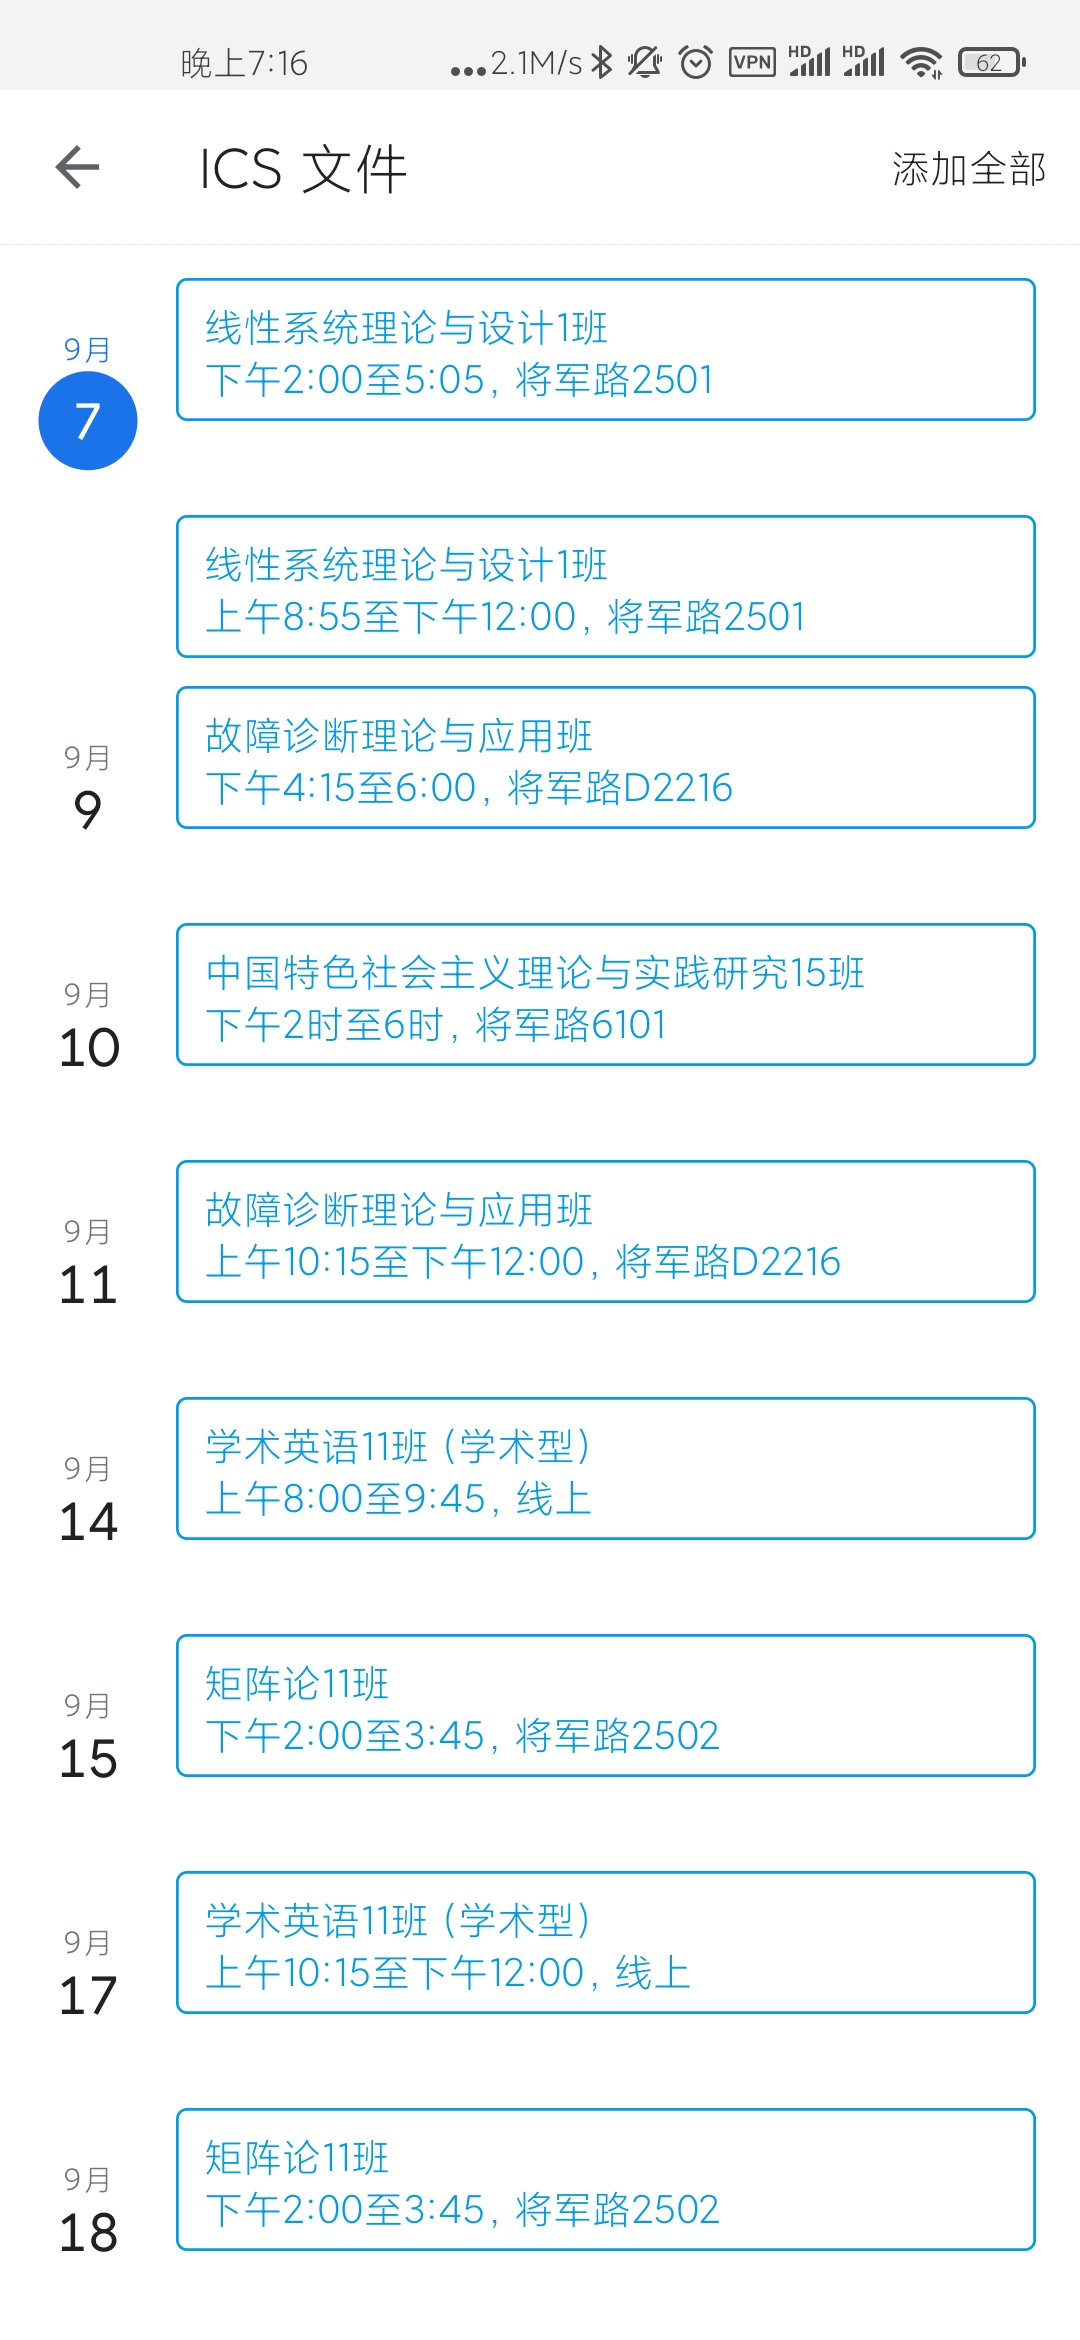 晚上7:16
...2.1M/s
VPN
HD
HD
62
ICS 文件
添加全部
9月
7
线性系统理论与设计1班
下午2:00至5:05, 将军路2501
线性系统理论与设计1班
上午8:55至下午12:00, 将军路2501
9月
9
故障诊断理论与应用班
下午4:15至6:00, 将军路D2216
9月
10
中国特色社会主义理论与实践研究15班
下午2时至6时, 将军路6101
9月
11
故障诊断理论与应用班
上午10:15至下午12:00, 将军路D2216
9月
14
学术英语11班 (学术型)
上午8:00至9:45, 线上
9月
15
矩阵论11班
下午2:00至3:45, 将军路2502
9月
17
学术英语11班 (学术型)
上午10:15至下午12:00, 线上
9月
18
矩阵论11班
下午2:00至3:45, 将军路2502